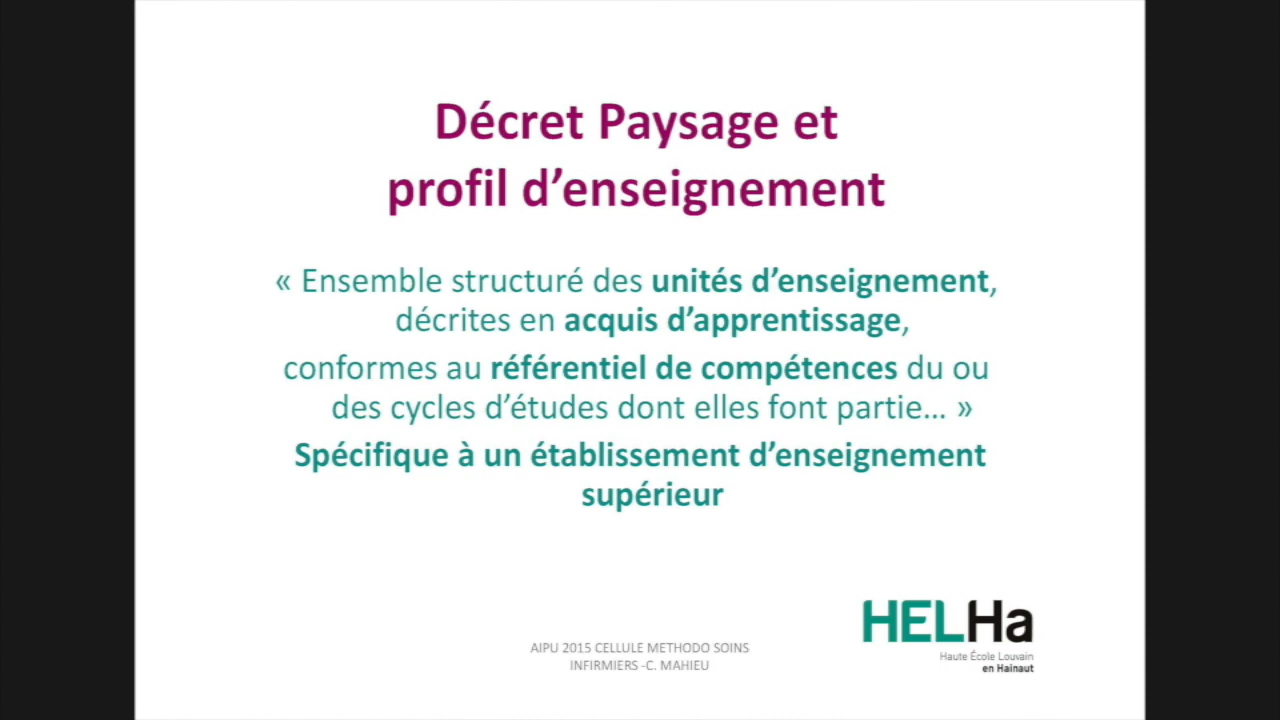 Décret Paysage et
profil d’enseignement
« Ensemble structuré des unités d’enseignement,
décrites en acquis d’apprentissage,
conformes au référentiel de compétences du ou
des cycles d’études dont elles font partie… »
Spécifique à un établissement d’enseignement
supérieur
AIPU 2015 CELLULE METHODO SOINS
INFIRMIERS -C. MAHIEU
HELHa
Haute École Louvain
en Hainaut